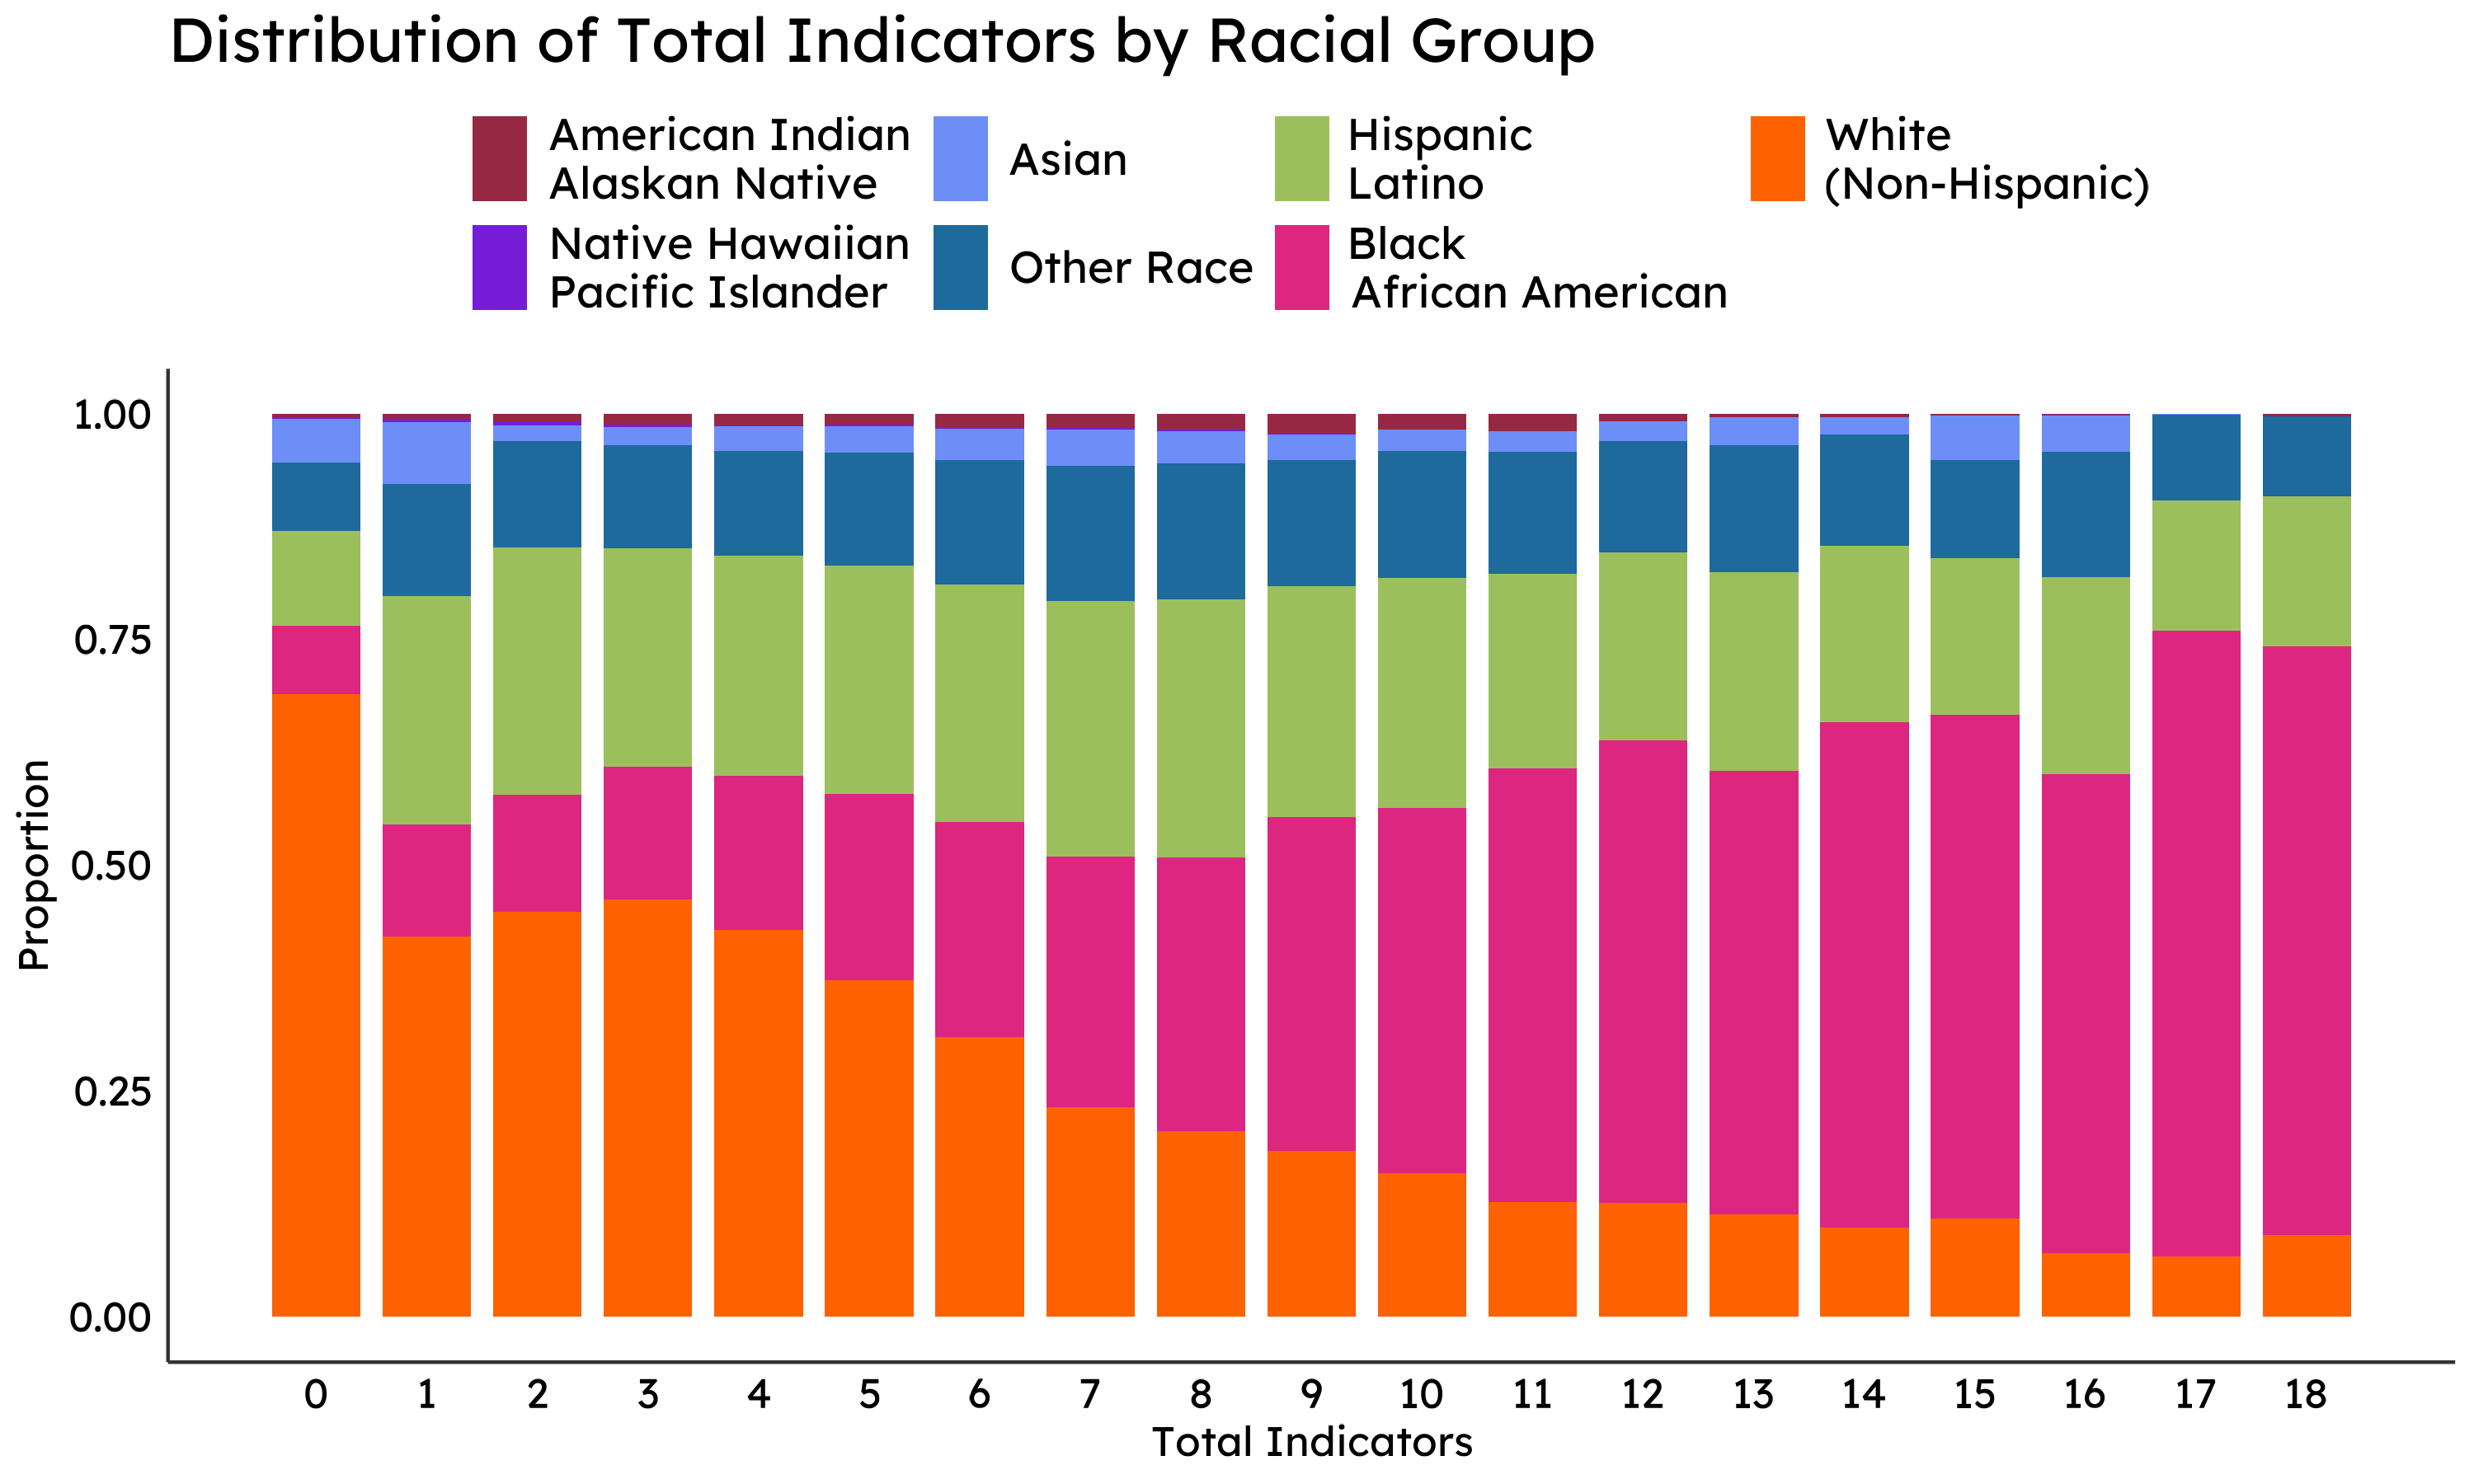 Distribution of Total Indicators by Racial Group
American Indian
Alaskan Native
Asian
Hispanic
Latino
White
(Non-Hispanic)
Native Hawaiian
Pacific Islander
Other Race
Black
African American
1.00
0.75
0.50
0.25
0.00
Proportion
0 1 2 3 4 5 6 7 8 9 10 11 12 13 14 15 16 17 18
Total Indicators